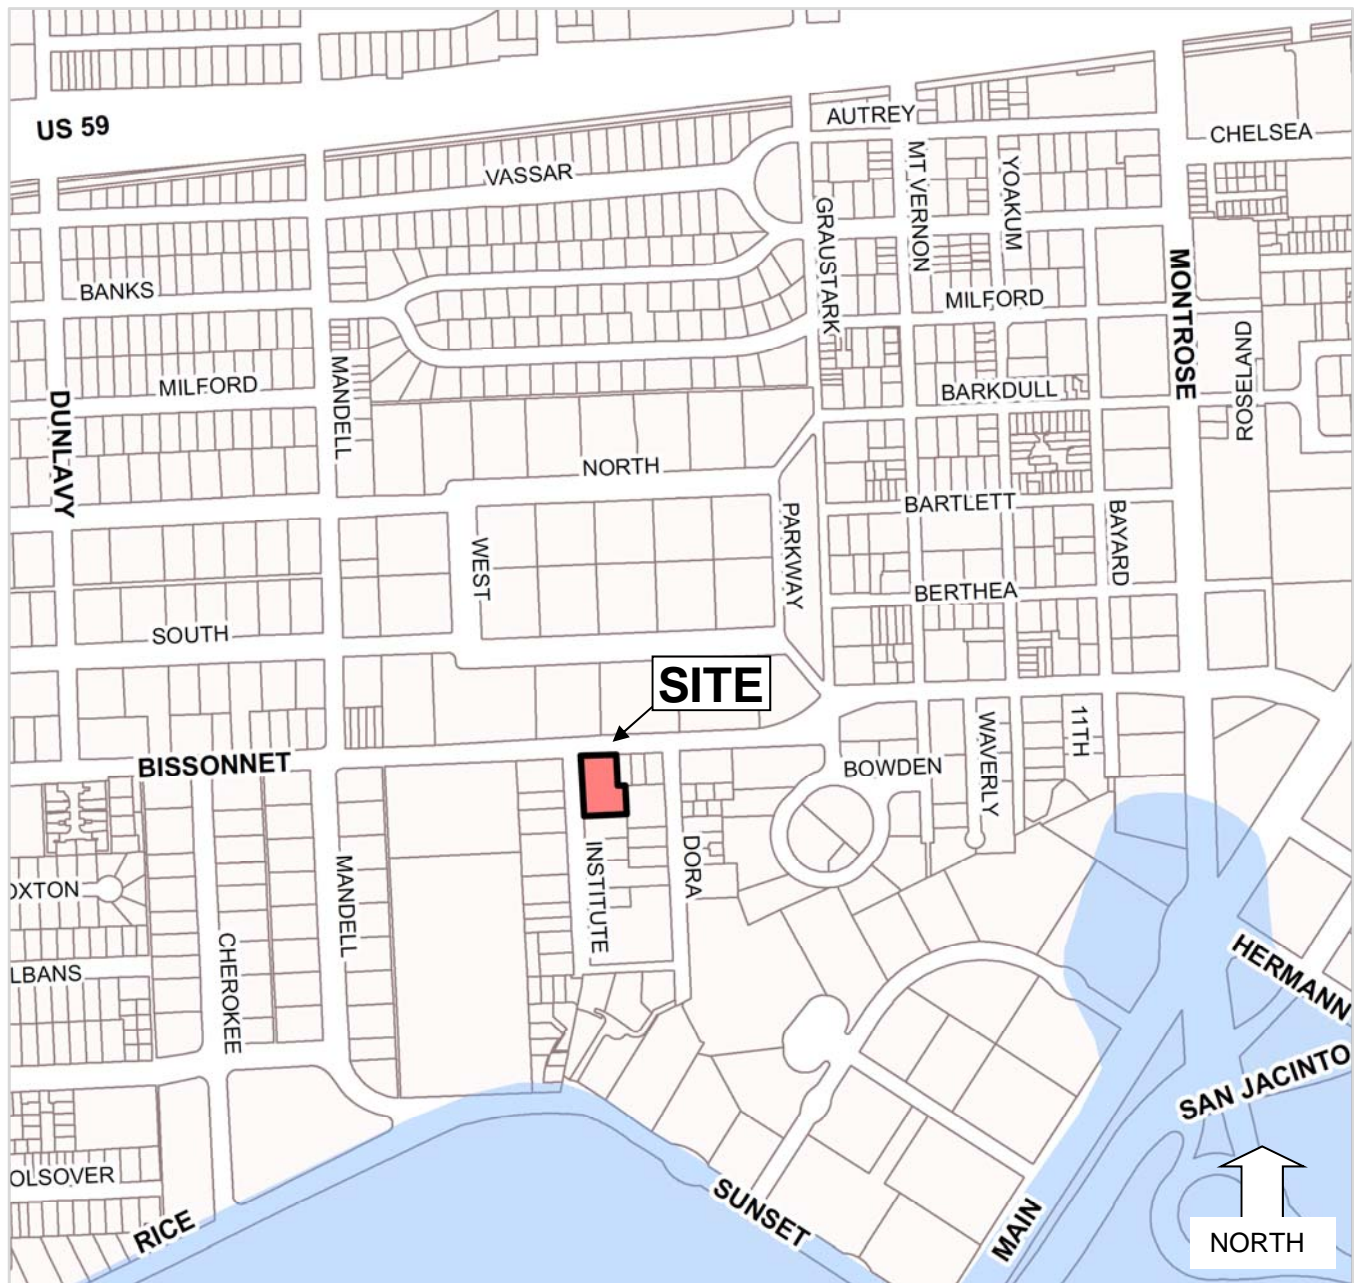 US 59
AUTREY
CHELSEA
VASSAR
MT VERNON
YOAKUM
GRAUSTARK
BANKS
MILFORD
MONTROSE
ROSELAND
MILFORD
MANDELL
BARKDULL
DUNLAVY
NORTH
BARTLETT
PARKWAY
BAYARD
WEST
BERTHEA
SOUTH
SITE
WAVERLY
11TH
BISSONNET
BOWDEN
INSTITUTE
DORA
MANDELL
OXTON
CHEROKEE
LBANS
HERMANN
SAN JACINTO
OLSOVER
RICE
SUNSET
MAIN
NORTH